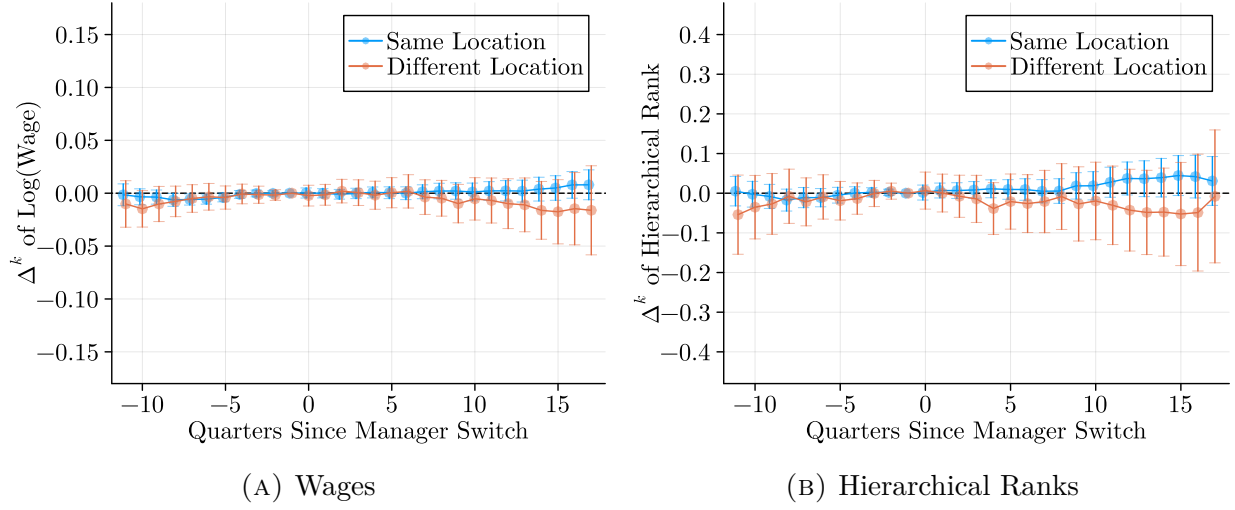 0.15
0.10
0.05
0.00
−0.05
−0.10
−0.15
Δᵏ of Log(Wage)
Same Location
Different Location
−10 −5 0 5 10 15
Quarters Since Manager Switch
(A) Wages
0.4
0.3
0.2
0.1
0.0
−0.1
−0.2
−0.3
−0.4
Δᵏ of Hierarchical Rank
Same Location
Different Location
−10 −5 0 5 10 15
Quarters Since Manager Switch
(B) Hierarchical Ranks